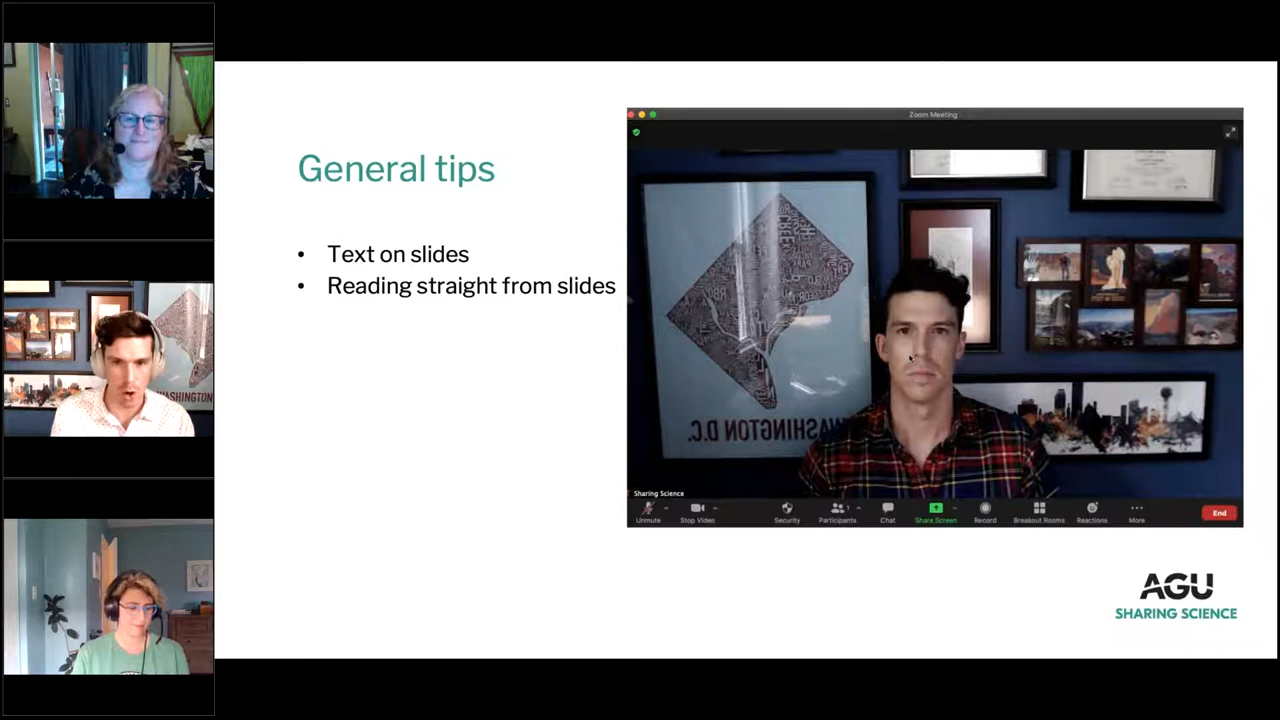 General tips
• Text on slides
• Reading straight from slides
Zoom Meeting
WASHINGTON D.C.
WASHINGTON
Sharing Science
Unmute
Stop Video
Security
Participants
1
Chat
Share Screen
Record
Breakout Rooms
Reactions
More
End
AGU
SHARING SCIENCE